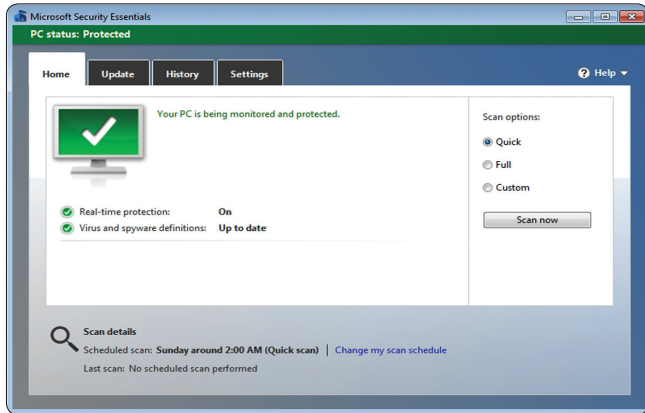 Microsoft Security Essentials
PC status: Protected
Home Update History Settings Help
Your PC is being monitored and protected.
Scan options:
Quick
Full
Custom
Scan now
Real-time protection: On
Virus and spyware definitions: Up to date
Scan details
Scheduled scan: Sunday around 2:00 AM (Quick scan) | Change my scan schedule
Last scan: No scheduled scan performed